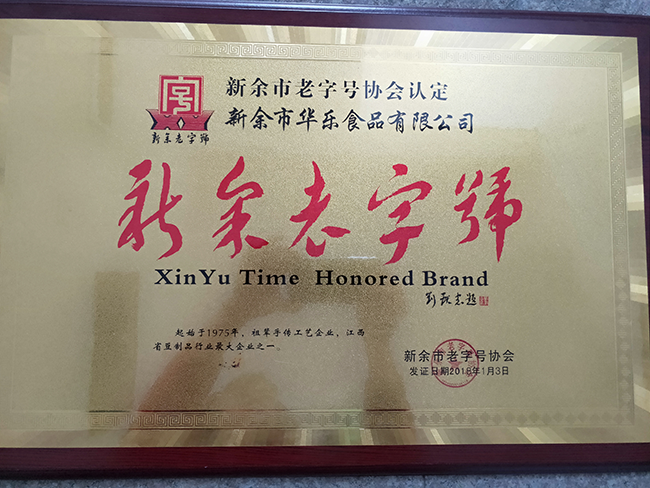 字号
新余老字號
新余市老字号协会认定
新余市华乐食品有限公司
新余老字號
XinYu Time Honored Brand
起始于1975年，祖辈手传工艺企业，江西
省豆制品行业最大企业之一。
新余市老字号协会
发证日期2018年1月3日